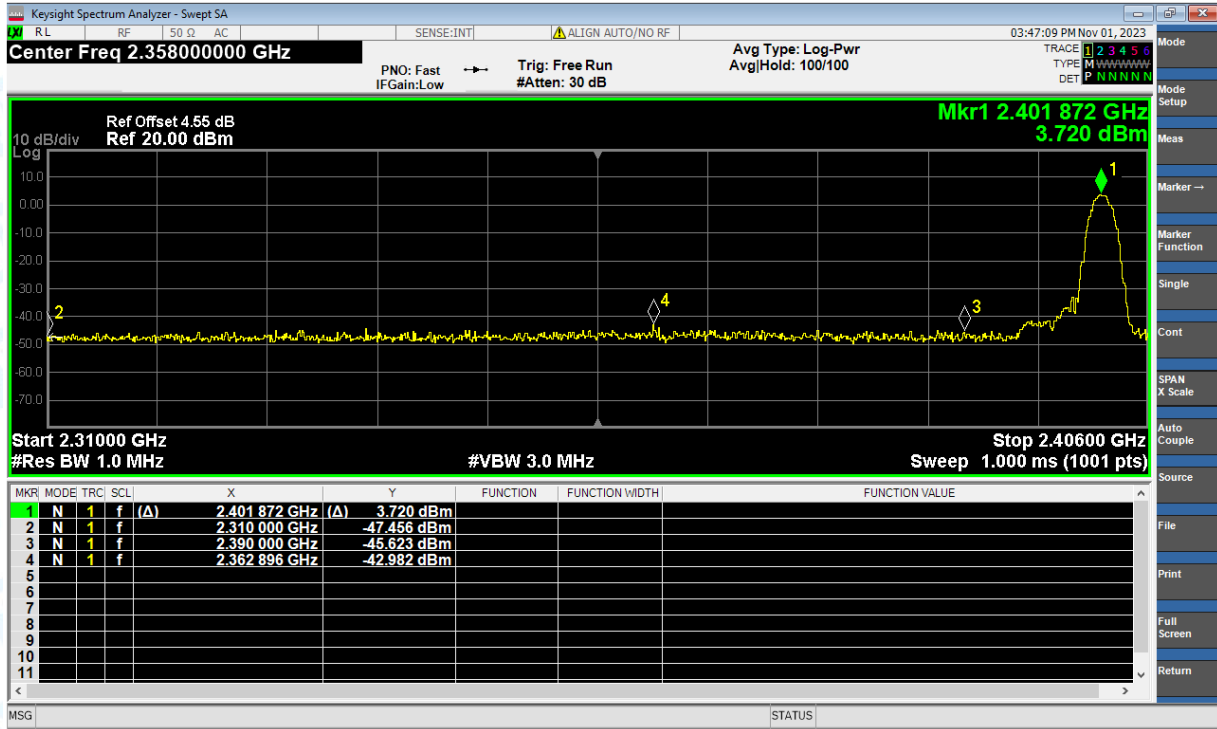 Keysight Spectrum Analyzer - Swept SA
LXI RL RF 50 Ω AC SENSE:INT ALIGN AUTO/NO RF 03:47:09 PM Nov 01, 2023
Center Freq 2.358000000 GHz
PNO: Fast
IFGain:Low
Trig: Free Run
#Atten: 30 dB
Avg Type: Log-Pwr
Avg|Hold: 100/100
TRACE 1 2 3 4 5 6
TYPE M WWWWW
DET P N N N N N
Mkr1 2.401 872 GHz
3.720 dBm
Ref Offset 4.55 dB
10 dB/div Ref 20.00 dBm
Log
10.0
0.00
-10.0
-20.0
-30.0
-40.0
-50.0
-60.0
-70.0
1
2
4
3
Start 2.31000 GHz Stop 2.40600 GHz
#Res BW 1.0 MHz #VBW 3.0 MHz Sweep 1.000 ms (1001 pts)
MKR MODE TRC SCL X Y FUNCTION FUNCTION WIDTH FUNCTION VALUE
1 N 1 f (Δ) 2.401 872 GHz (Δ) 3.720 dBm
2 N 1 f 2.310 000 GHz -47.456 dBm
3 N 1 f 2.390 000 GHz -45.623 dBm
4 N 1 f 2.362 896 GHz -42.982 dBm
5
6
7
8
9
10
11
MSG STATUS
Mode
Mode
Setup
Meas
Marker →
Marker
Function
Single
Cont
SPAN
X Scale
Auto
Couple
Source
File
Print
Full
Screen
Return